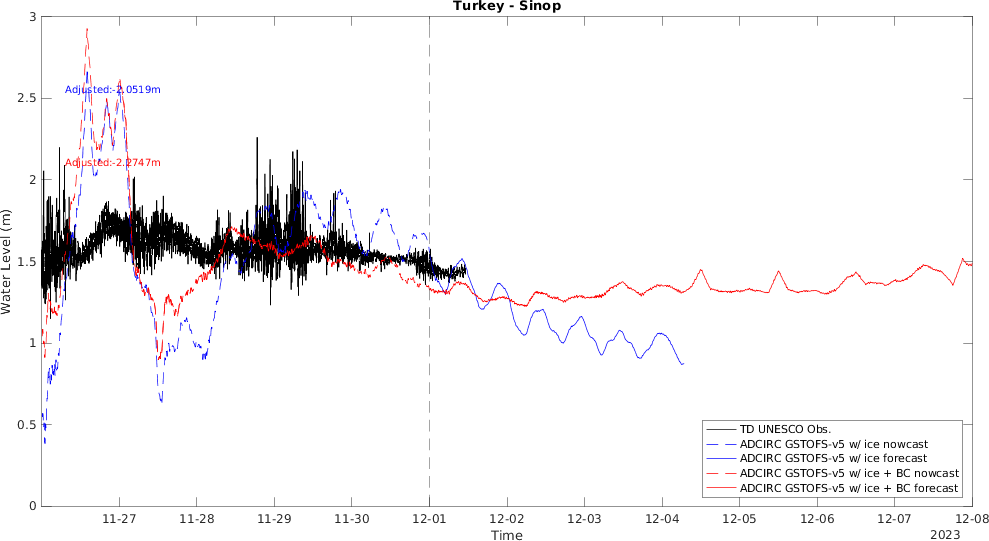 Turkey - Sinop
3
2.5
2
1.5
1
0.5
0
Water Level (m)
Adjusted:-2.0519m
Adjusted:-2.2747m
TD UNESCO Obs.
ADCIRC GSTOFS-v5 w/ ice nowcast
ADCIRC GSTOFS-v5 w/ ice forecast
ADCIRC GSTOFS-v5 w/ ice + BC nowcast
ADCIRC GSTOFS-v5 w/ ice + BC forecast
11-27 11-28 11-29 11-30 12-01 12-02 12-03 12-04 12-05 12-06 12-07 12-08
Time
2023